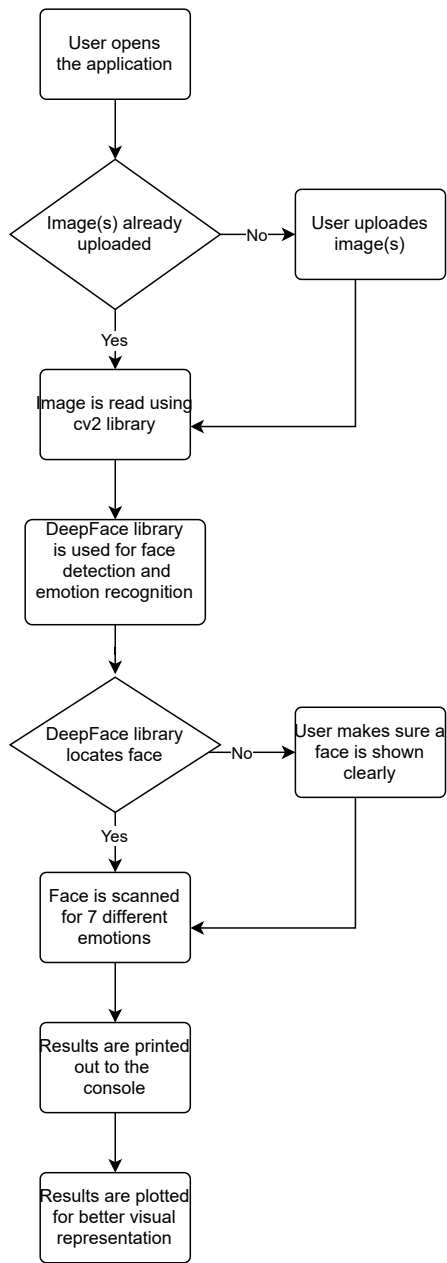 User opens
the application
Image(s) already
uploaded
No
User uploades
image(s)
Yes
Image is read using
cv2 library
DeepFace library
is used for face
detection and
emotion recognition
DeepFace library
locates face
No
User makes sure a
face is shown
clearly
Yes
Face is scanned
for 7 different
emotions
Results are printed
out to the
console
Results are plotted
for better visual
representation